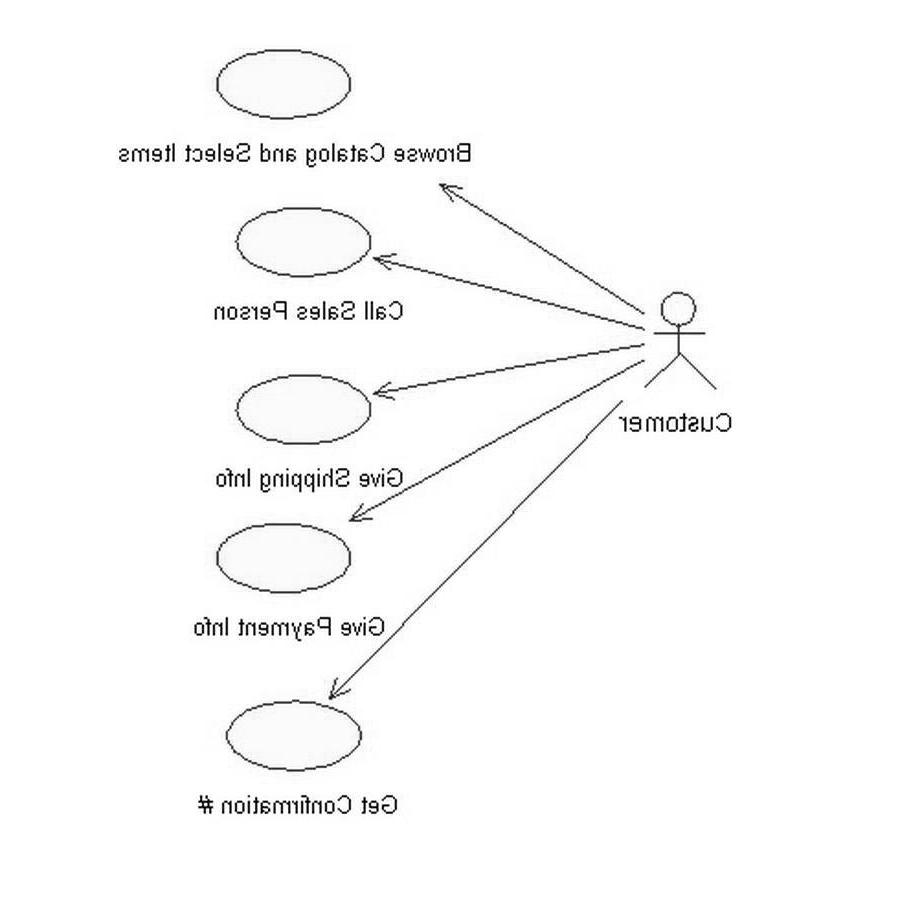 Browse Catalog and Select Items
Call Sales Person
Customer
Give Shipping Info
Give Payment Info
Get Confirmation #